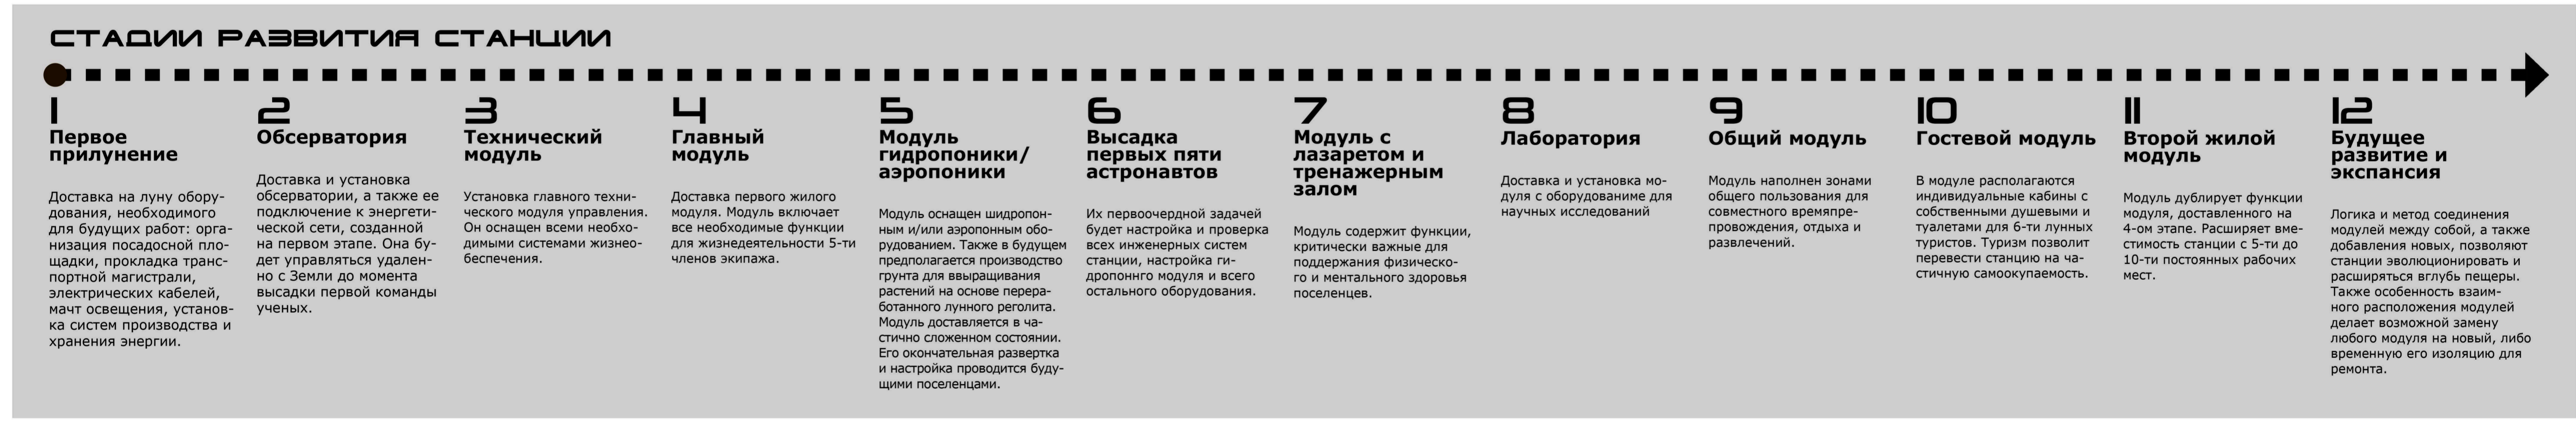 СТАДИИ РАЗВИТИЯ СТАНЦИИ
1
Первое
прилунение
Доставка на луну обору-
дования, необходимого
для будущих работ: орга-
низация посадосной пло-
щадки, прокладка транс-
портной магистрали,
электрических кабелей,
мачт освещения, установ-
ка систем производства и
хранения энергии.
2
Обсерватория
Доставка и установка
обсерватории, а также ее
подключение к энергети-
ческой сети, созданной
на первом этапе. Она бу-
дет управляться удален-
но с Земли до момента
высадки первой команды
ученых.
3
Технический
модуль
Установка главного техни-
ческого модуля управления.
Он оснащен всеми необхо-
димыми системами жизнео-
беспечения.
4
Главный
модуль
Доставка первого жилого
модуля. Модуль включает
все необходимые функции
для жизнедеятельности 5-ти
членов экипажа.
5
Модуль
гидропоники/
аэропоники
Модуль оснащен шидропон-
ным и/или аэропонным обо-
рудованием. Также в будущем
предполагается производство
грунта для ввыращивания
растений на основе перера-
ботанного лунного реголита.
Модуль доставляется в ча-
стично сложенном состоянии.
Его окончательная развертка
и настройка проводится буду-
щими поселенцами.
6
Высадка
первых пяти
астронавтов
Их первоочердной задачей
будет настройка и проверка
всех инженерных систем
станции, настройка ги-
дропоннго модуля и всего
остального оборудования.
7
Модуль с
лазаретом и
тренажерным
залом
Модуль содержит функции,
критически важные для
поддержания физическо-
го и ментального здоровья
поселенцев.
8
Лаборатория
Доставка и установка мо-
дуля с оборудованиме для
научных исследований
9
Общий модуль
Модуль наполнен зонами
общего пользования для
совместного времяпре-
провождения, отдыха и
развлечений.
10
Гостевой модуль
В модуле располагаются
индивидуальные кабины с
собственными душевыми и
туалетами для 6-ти лунных
туристов. Туризм позволит
перевести станцию на ча-
стичную самоокупаемость.
11
Второй жилой
модуль
Модуль дублирует функции
модуля, доставленного на
4-ом этапе. Расширяет вме-
стимость станции с 5-ти до
10-ти постоянных рабочих
мест.
12
Будущее
развитие и
экспансия
Логика и метод соединения
модулей между собой, а также
добавления новых, позволяют
станции эволюционировать и
расширяться вглубь пещеры.
Также особенность взаим-
ного расположения модулей
делает возможной замену
любого модуля на новый, либо
временную его изоляцию для
ремонта.